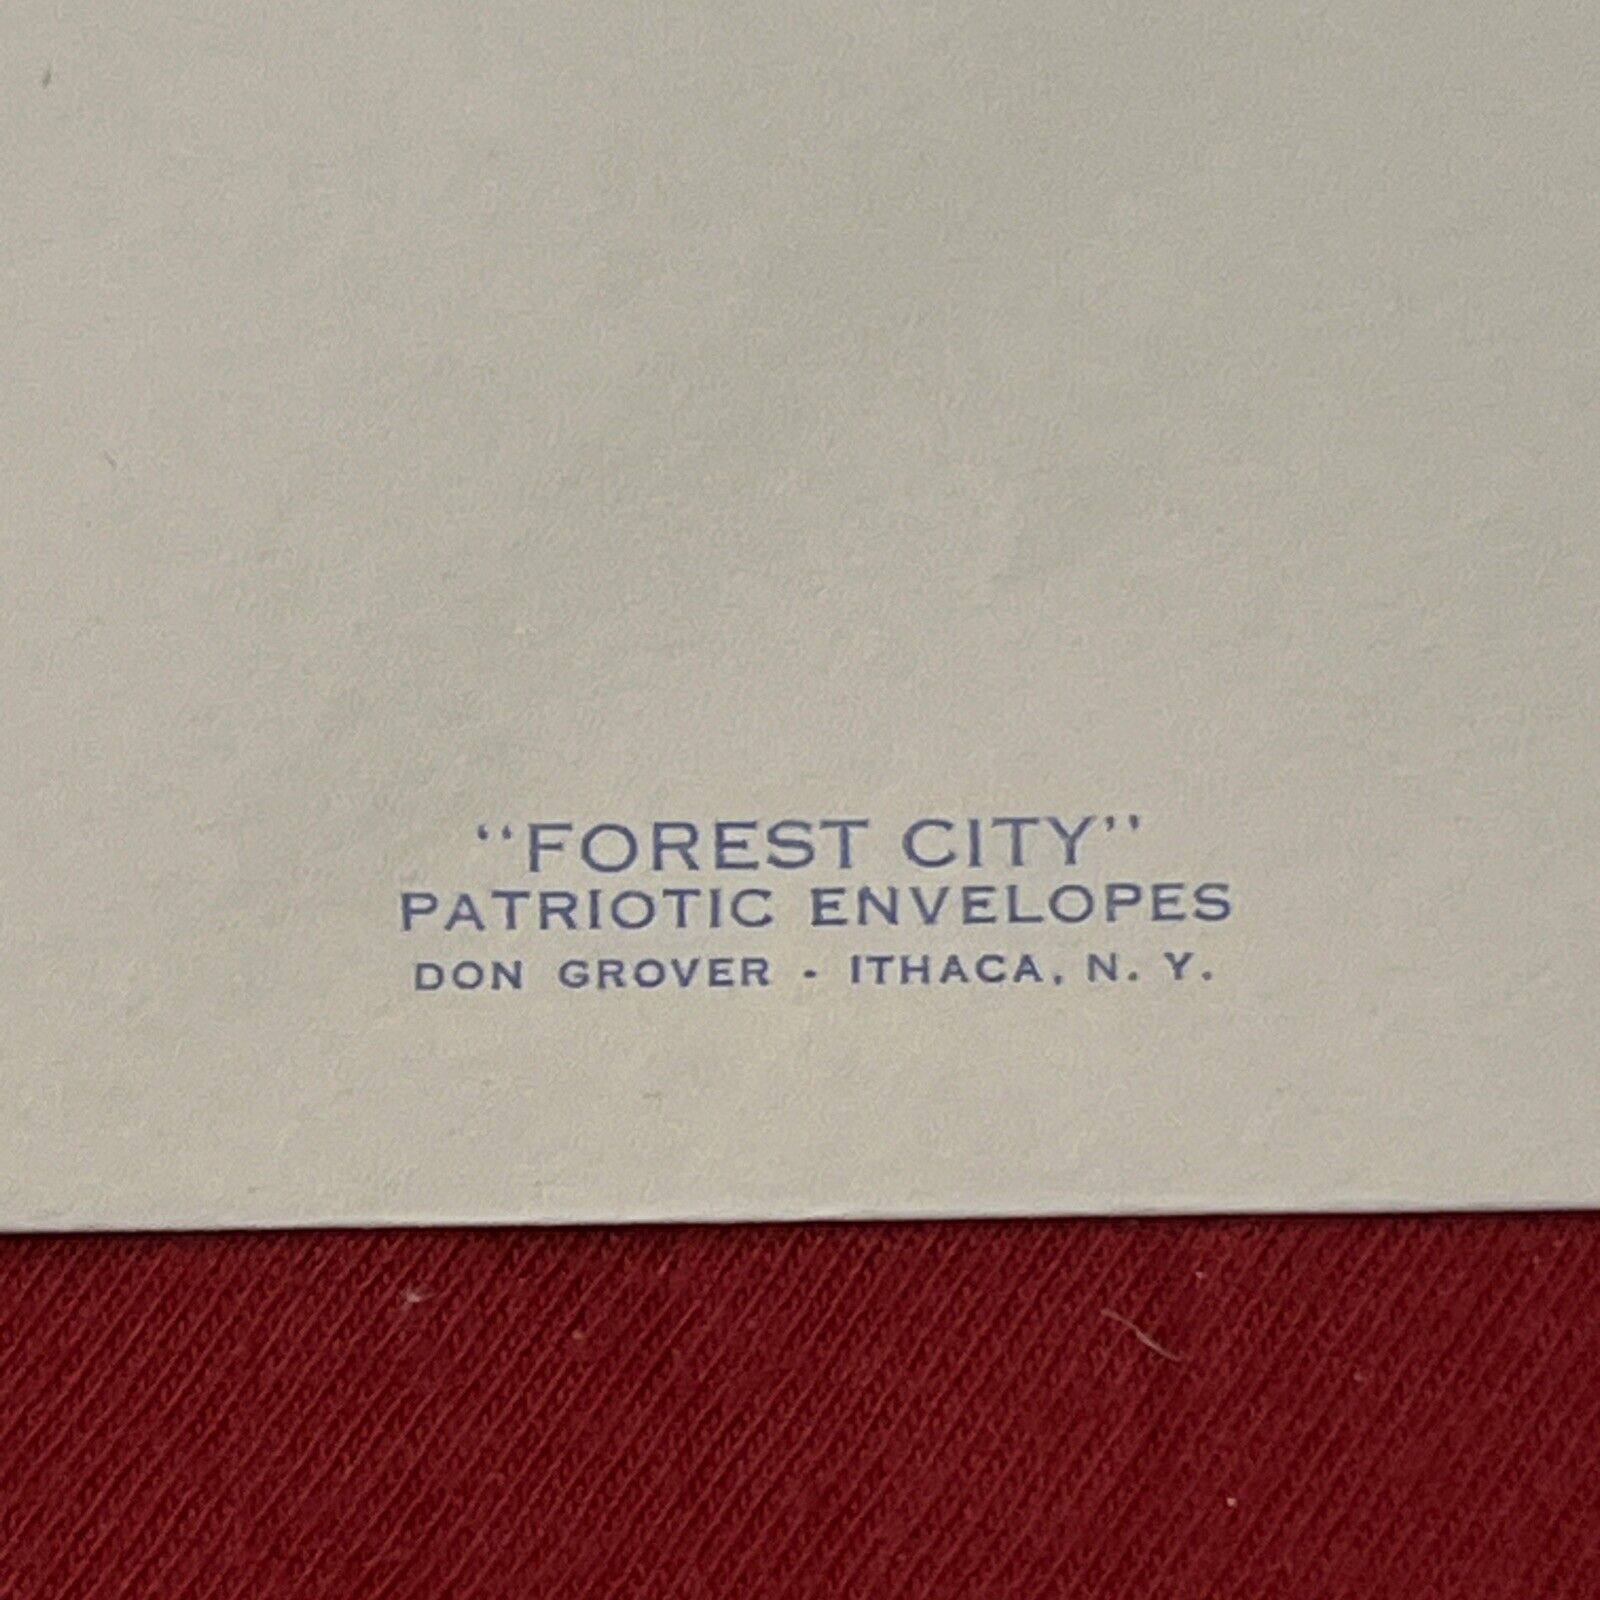 "FOREST CITY"
PATRIOTIC ENVELOPES
DON GROVER - ITHACA, N. Y.